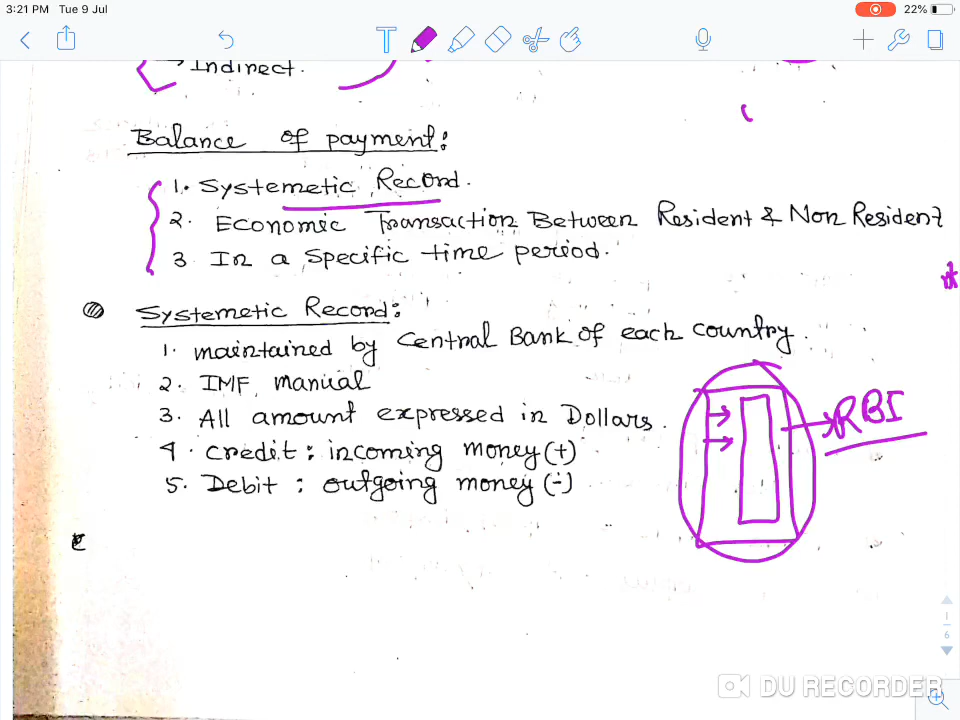 3:21 PM Tue 9 Jul
22%
T
Indirect.
Balance of payment:
1. Systemetic Record.
2. Economic Transaction Between Resident & Non Resident
3 In a specific time period.
Systemetic Record:
1. maintained by Central Bank of each country.
2. IMF manual
3. All amount expressed in Dollars.
4. credit: incoming money (+)
5. Debit: outgoing money (-)
RBI
1
6
DU RECORDER